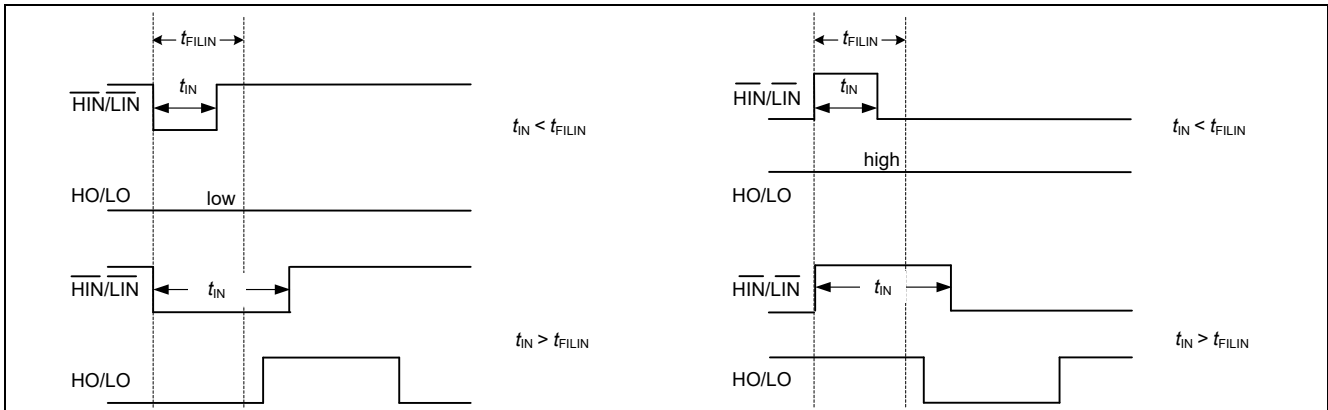 tFILIN
tIN
HIN/LIN
tIN < tFILIN
low
HO/LO
HIN/LIN
tIN
tIN > tFILIN
HO/LO
tFILIN
tIN
HIN/LIN
tIN < tFILIN
high
HO/LO
HIN/LIN
tIN
tIN > tFILIN
HO/LO